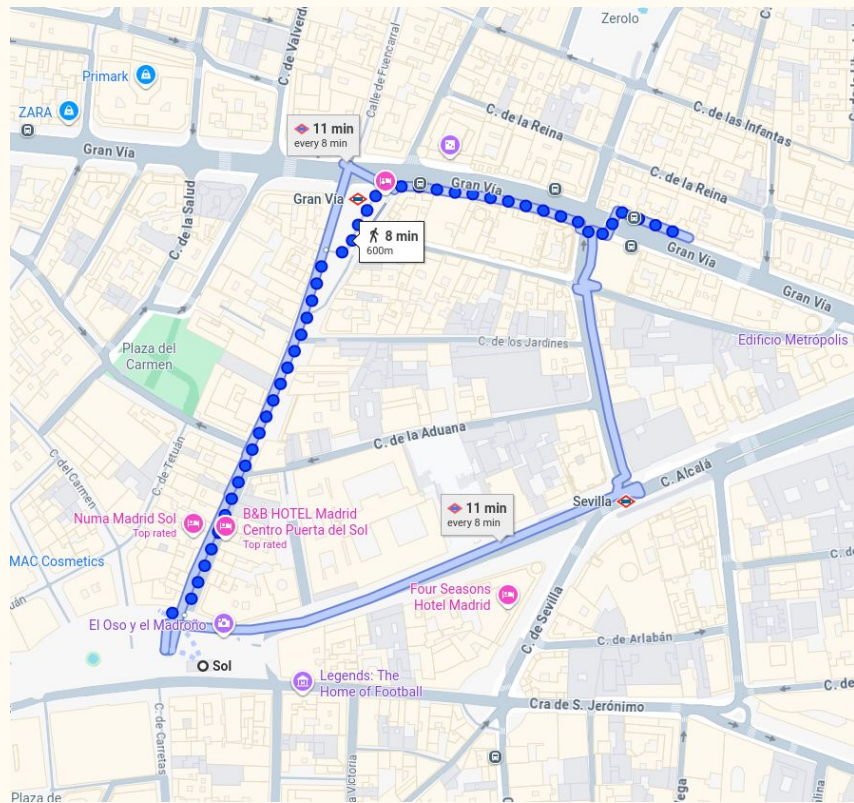 Zerolo
C. de Valverde
Calle de Fuencarral
Primark
ZARA
C. de la Reina
C. de las Infantas
11 min
every 8 min
Gran Vía
Gran Vía
C. de la Reina
Gran Vía
C. de la Salud
8 min
600m
Gran Vía
Gran Vía
Plaza del
Carmen
C. de los Jardines
Edificio Metrópolis
C. de la Aduana
C. de Tetuán
C. del Carmen
C. Alcalá
Sevilla
11 min
every 8 min
Numa Madrid Sol
Top rated
B&B HOTEL Madrid
Centro Puerta del Sol
Top rated
MAC Cosmetics
Four Seasons
Hotel Madrid
El Oso y el Madroño
C. de Sevilla
C. de Arlabán
Sol
Legends: The
Home of Football
C. de
Cra de S. Jerónimo
C. de Carretas
a Victoria
Plaza de